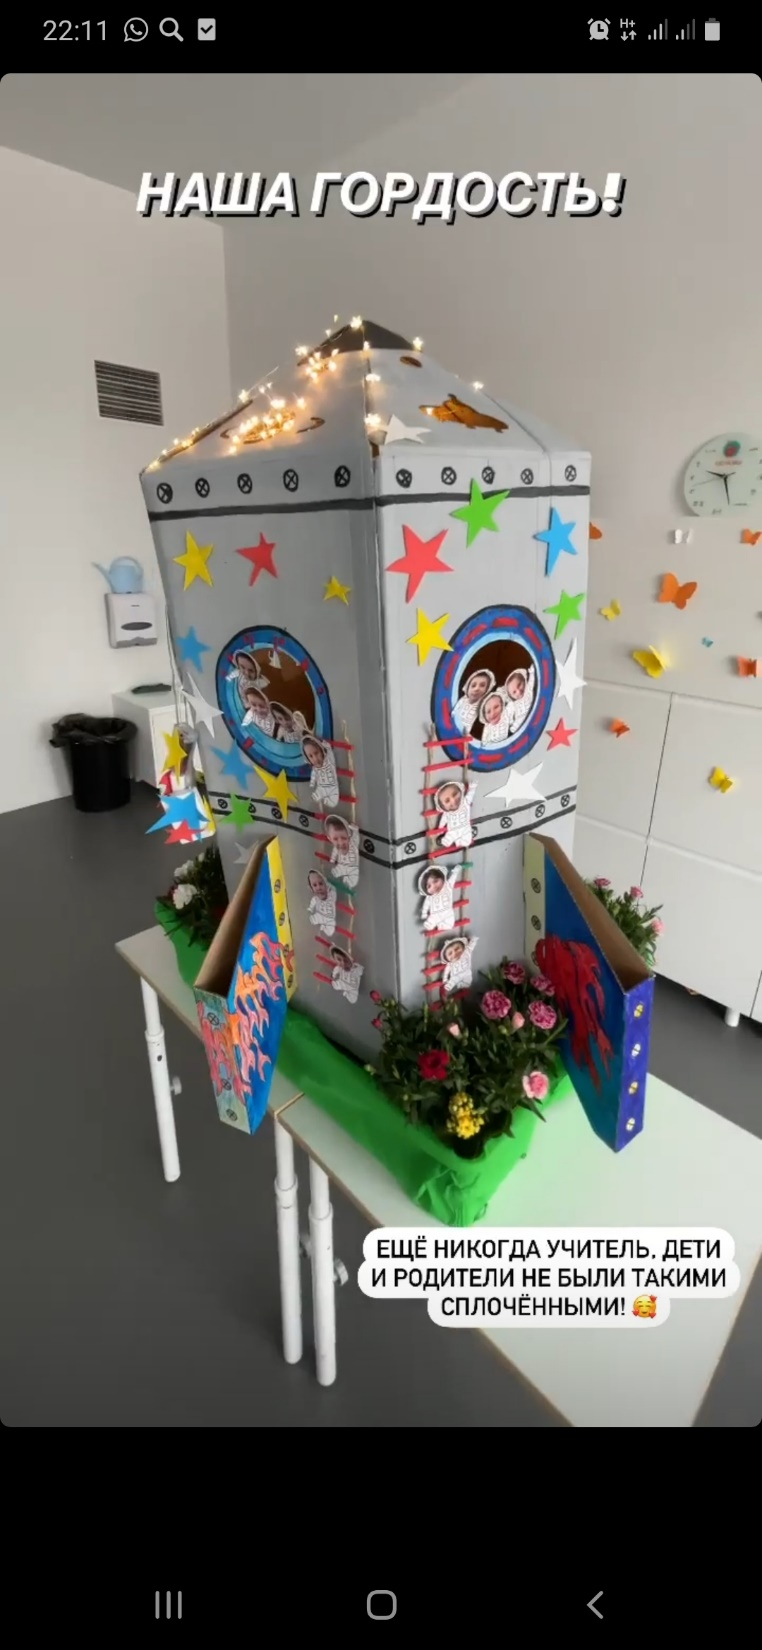 22:11
H+
НАША ГОРДОСТЬ!
ЕЩЁ НИКОГДА УЧИТЕЛЬ, ДЕТИ
И РОДИТЕЛИ НЕ БЫЛИ ТАКИМИ
СПЛОЧЁННЫМИ! 🥰